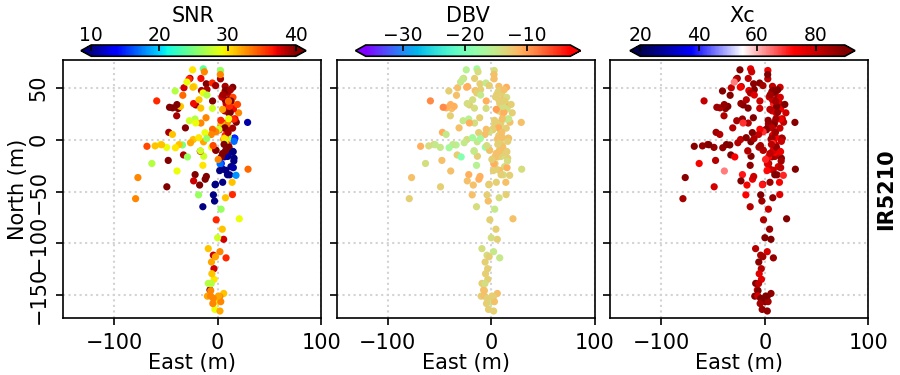 SNR DBV Xc
10 20 30 40 −30 −20 −10 20 40 60 80
North (m)
50
0
−50
−100
−150
−100 0 100 −100 0 100 −100 0 100
East (m) East (m) East (m)
IR5210